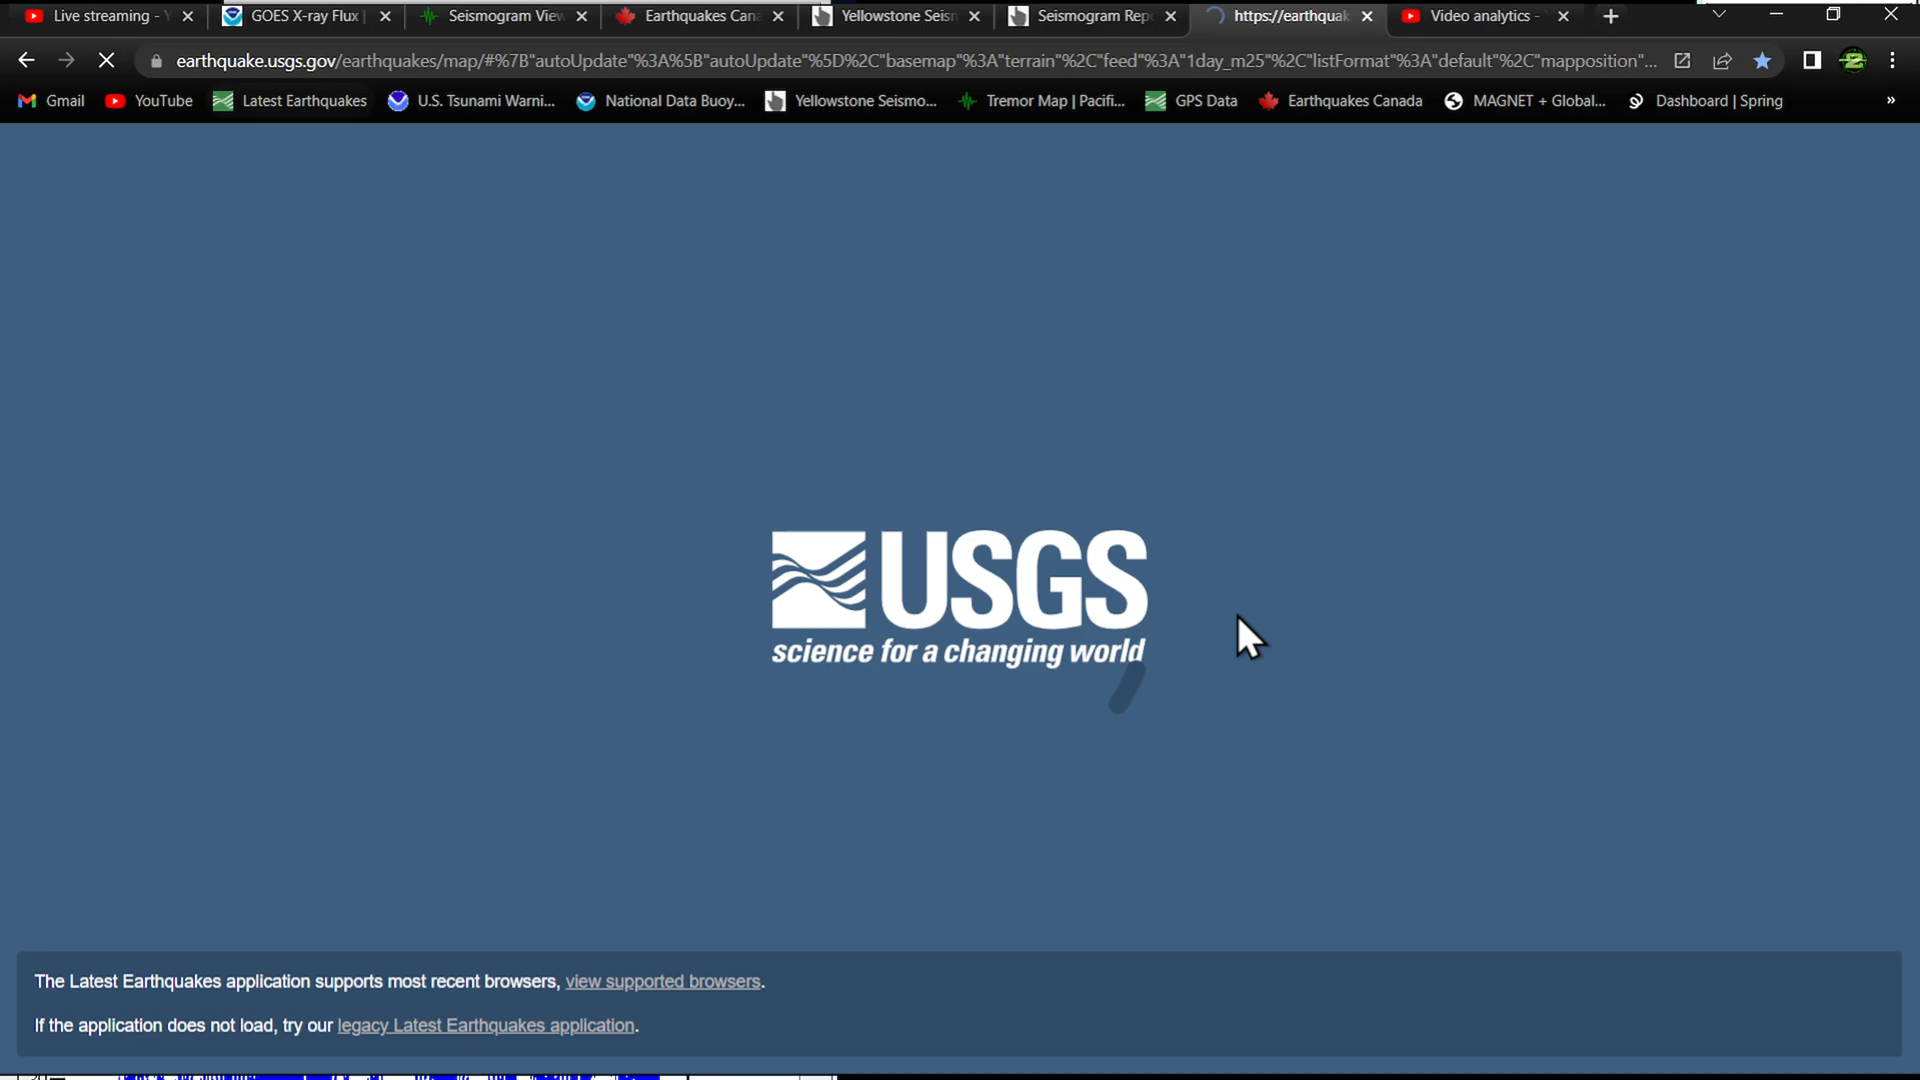 Live streaming - Y
GOES X-ray Flux |
Seismogram View
Earthquakes Cana
Yellowstone Seism
Seismogram Repo
https://earthquak
Video analytics -
earthquake.usgs.gov/earthquakes/map/#%7B"autoUpdate"%3A%5B"autoUpdate"%5D%2C"basemap"%3A"terrain"%2C"feed"%3A"1day_m25"%2C"listFormat"%3A"default"%2C"mapposition"...
Gmail
YouTube
Latest Earthquakes
U.S. Tsunami Warni...
National Data Buoy...
Yellowstone Seismo...
Tremor Map | Pacifi...
GPS Data
Earthquakes Canada
MAGNET + Global...
Dashboard | Spring
»
USGS
science for a changing world
The Latest Earthquakes application supports most recent browsers, view supported browsers.
If the application does not load, try our legacy Latest Earthquakes application.